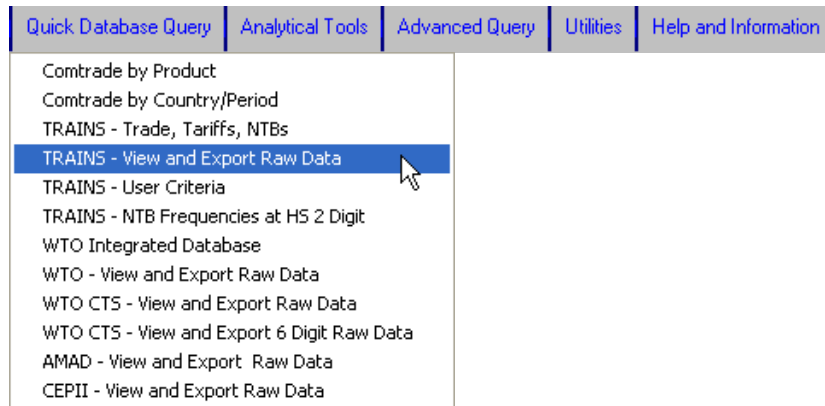 Quick Database Query Analytical Tools Advanced Query Utilities Help and Information
Comtrade by Product
Comtrade by Country/Period
TRAINS - Trade, Tariffs, NTBs
TRAINS - View and Export Raw Data
TRAINS - User Criteria
TRAINS - NTB Frequencies at HS 2 Digit
WTO Integrated Database
WTO - View and Export Raw Data
WTO CTS - View and Export Raw Data
WTO CTS - View and Export 6 Digit Raw Data
AMAD - View and Export  Raw Data
CEPII - View and Export Raw Data